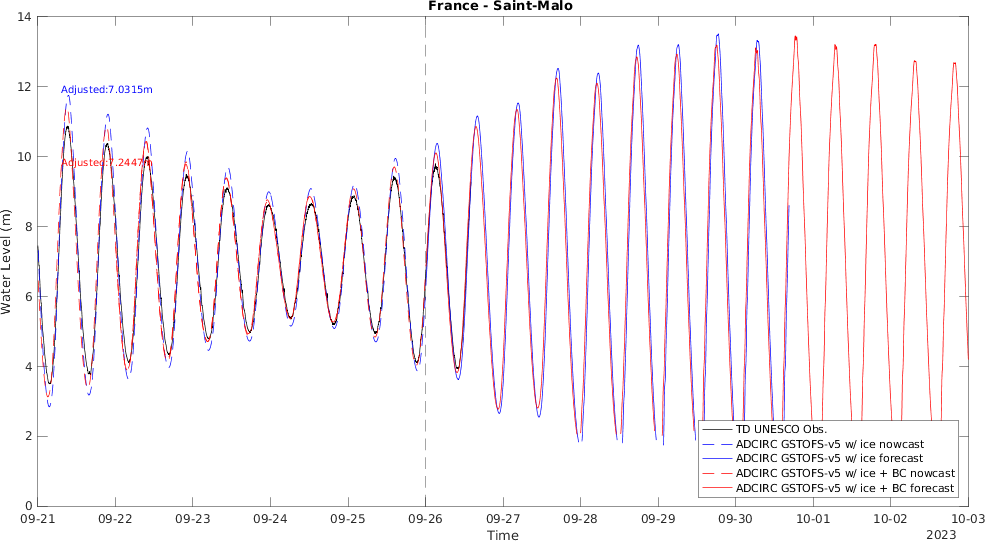 France - Saint-Malo
14
12
10
8
6
4
2
0
Water Level (m)
Adjusted:7.0315m
Adjusted:7.2447m
TD UNESCO Obs.
ADCIRC GSTOFS-v5 w/ ice nowcast
ADCIRC GSTOFS-v5 w/ ice forecast
ADCIRC GSTOFS-v5 w/ ice + BC nowcast
ADCIRC GSTOFS-v5 w/ ice + BC forecast
09-21 09-22 09-23 09-24 09-25 09-26 09-27 09-28 09-29 09-30 10-01 10-02 10-03
Time
2023